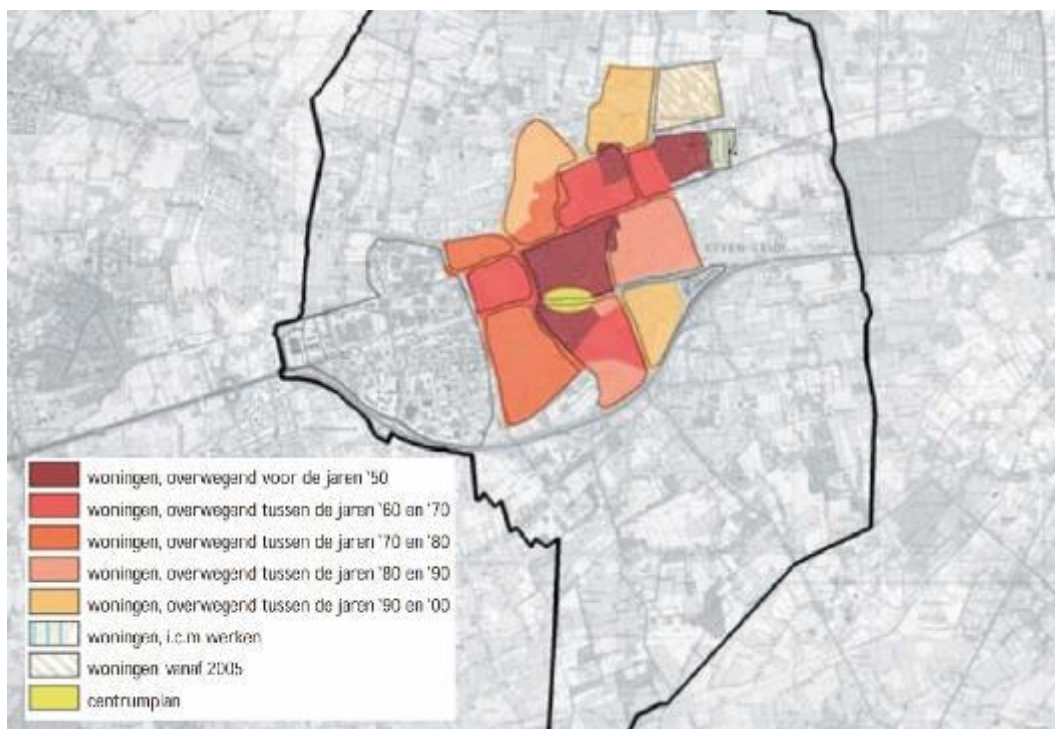 ETTEN-LEUR
woningen, overwegend voor de jaren '50
woningen, overwegend tussen de jaren '60 en '70
woningen, overwegend tussen de jaren '70 en '80
woningen, overwegend tussen de jaren '80 en '90
woningen, overwegend tussen de jaren '90 en '00
woningen, i.c.m. werken
woningen vanaf 2005
centrumplan